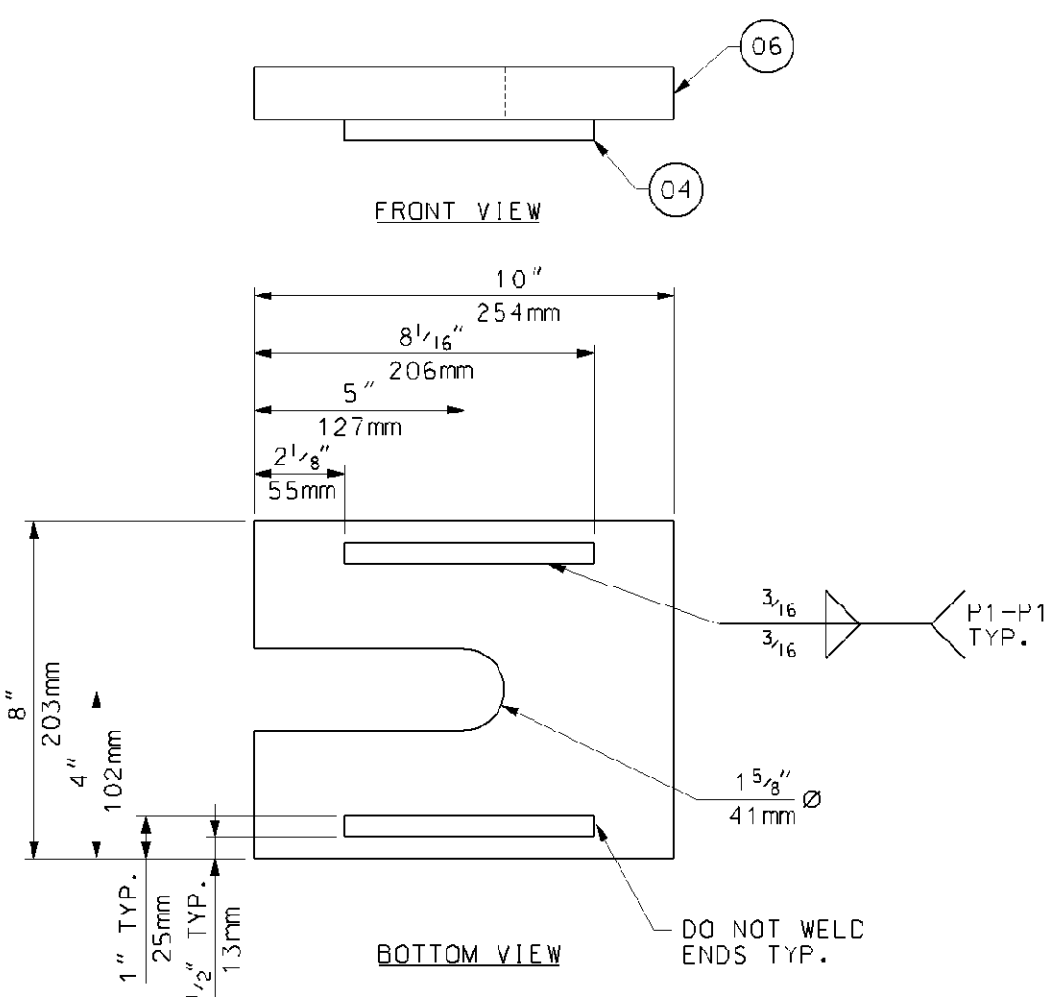 06
04
FRONT VIEW
10"
254mm
8 1/16"
206mm
5"
127mm
2 1/8"
55mm
3/16
3/16
P1-P1
TYP.
8"
203mm
4"
102mm
1 5/8"
41mm Ø
1" TYP.
25mm
1/2" TYP.
13mm
BOTTOM VIEW
DO NOT WELD
ENDS TYP.